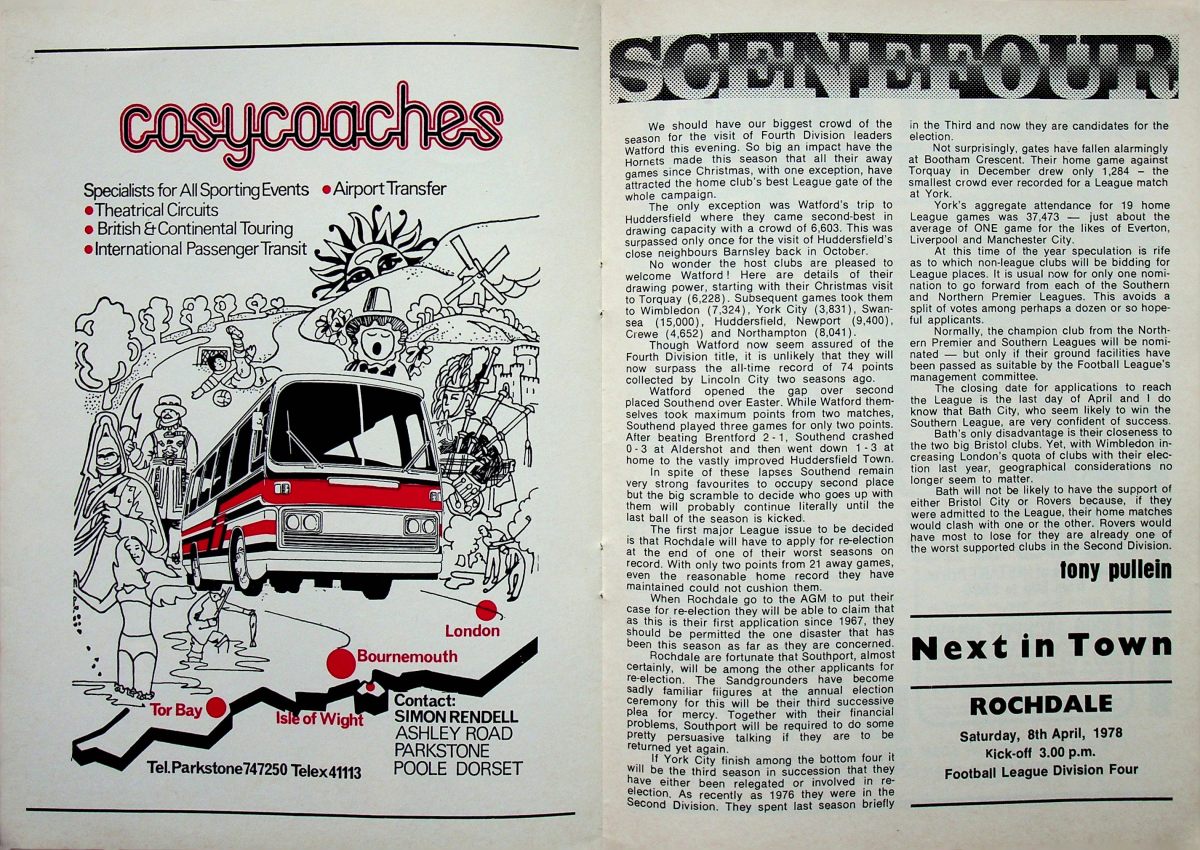 cosycoaches
Specialists for All Sporting Events • Airport Transfer
• Theatrical Circuits
• British & Continental Touring
• International Passenger Transit
London
Bournemouth
Tor Bay
Isle of Wight
Contact:
SIMON RENDELL
ASHLEY ROAD
PARKSTONE
POOLE DORSET
Tel. Parkstone 747250 Telex 41113
SCENE FOUR
We should have our biggest crowd of the
season for the visit of Fourth Division leaders
Watford this evening. So big an impact have the
Hornets made this season that all their away
games since Christmas, with one exception, have
attracted the home club's best League gate of the
whole campaign.
The only exception was Watford's trip to
Huddersfield where they came second-best in
drawing capacity with a crowd of 6,603. This was
surpassed only once for the visit of Huddersfield's
close neighbours Barnsley back in October.
No wonder the host clubs are pleased to
welcome Watford! Here are details of their
drawing power, starting with their Christmas visit
to Torquay (6,228). Subsequent games took them
to Wimbledon (7,324), York City (3,831), Swan-
sea (15,000), Huddersfield, Newport (9,400),
Crewe (4,652) and Northampton (8,041).
Though Watford now seem assured of the
Fourth Division title, it is unlikely that they will
now surpass the all-time record of 74 points
collected by Lincoln City two seasons ago.
Watford opened the gap over second
placed Southend over Easter. While Watford them-
selves took maximum points from two matches,
Southend played three games for only two points.
After beating Brentford 2-1, Southend crashed
0-3 at Aldershot and then went down 1-3 at
home to the vastly improved Huddersfield Town.
In spite of these lapses Southend remain
very strong favourites to occupy second place
but the big scramble to decide who goes up with
them will probably continue literally until the
last ball of the season is kicked.
The first major League issue to be decided
is that Rochdale will have to apply for re-election
at the end of one of their worst seasons on
record. With only two points from 21 away games,
even the reasonable home record they have
maintained could not cushion them.
When Rochdale go to the AGM to put their
case for re-election they will be able to claim that
as this is their first application since 1967, they
should be permitted the one disaster that has
been this season as far as they are concerned.
Rochdale are fortunate that Southport, almost
certainly, will be among the other applicants for
re-election. The Sandgrounders have become
sadly familiar fiigures at the annual election
ceremony for this will be their third successive
plea for mercy. Together with their financial
problems, Southport will be required to do some
pretty persuasive talking if they are to be
returned yet again.
If York City finish among the bottom four it
will be the third season in succession that they
have either been relegated or involved in re-
election. As recently as 1976 they were in the
Second Division. They spent last season briefly
in the Third and now they are candidates for the
election.
Not surprisingly, gates have fallen alarmingly
at Bootham Crescent. Their home game against
Torquay in December drew only 1,284 – the
smallest crowd ever recorded for a League match
at York.
York's aggregate attendance for 19 home
League games was 37,473 — just about the
average of ONE game for the likes of Everton,
Liverpool and Manchester City.
At this time of the year speculation is rife
as to which non-league clubs will be bidding for
League places. It is usual now for only one nomi-
nation to go forward from each of the Southern
and Northern Premier Leagues. This avoids a
split of votes among perhaps a dozen or so hope-
ful applicants.
Normally, the champion club from the North-
ern Premier and Southern Leagues will be nomi-
nated — but only if their ground facilities have
been passed as suitable by the Football League's
management committee.
The closing date for applications to reach
the League is the last day of April and I do
know that Bath City, who seem likely to win the
Southern League, are very confident of success.
Bath's only disadvantage is their closeness to
the two big Bristol clubs. Yet, with Wimbledon in-
creasing London's quota of clubs with their elec-
tion last year, geographical considerations no
longer seem to matter.
Bath will not be likely to have the support of
either Bristol City or Rovers because, if they
were admitted to the League, their home matches
would clash with one or the other. Rovers would
have most to lose for they are already one of
the worst supported clubs in the Second Division.
tony pullein
Next in Town
ROCHDALE
Saturday, 8th April, 1978
Kick-off 3.00 p.m.
Football League Division Four